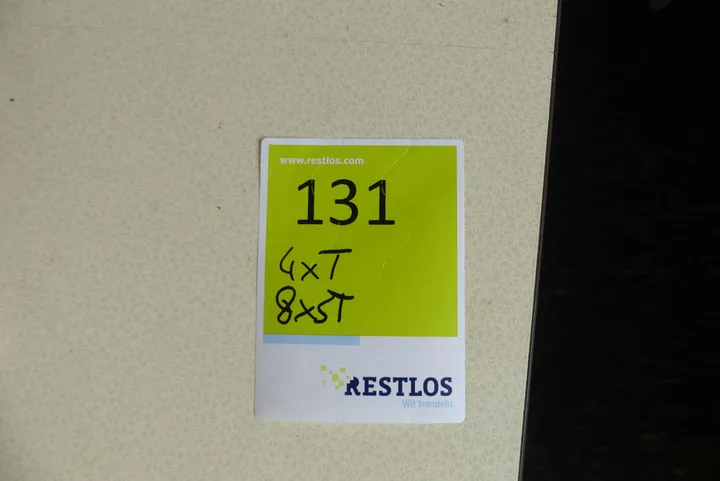 www.restlos.com
131
4xT
8xST
RESTLOS
Wir handeln.